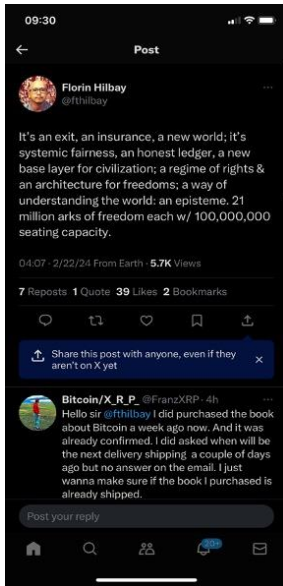 09:30
Post
Florin Hilbay
@fthilbay
It's an exit, an insurance, a new world; it's
systemic fairness, an honest ledger, a new
base layer for civilization; a regime of rights &
an architecture for freedoms; a way of
understanding the world: an episteme. 21
million arks of freedom each w/ 100,000,000
seating capacity.
04:07 · 2/22/24 From Earth · 5.7K Views
7 Reposts 1 Quote 39 Likes 2 Bookmarks
Share this post with anyone, even if they
aren't on X yet
Bitcoin/X_R_P_ @FranzXRP · 4h
Hello sir @fthilbay I did purchased the book
about Bitcoin a week ago now. And it was
already confirmed. I did asked when will be
the next delivery shipping a couple of days
ago but no answer on the email. I just
wanna make sure if the book I purchased is
already shipped.
Post your reply
20+